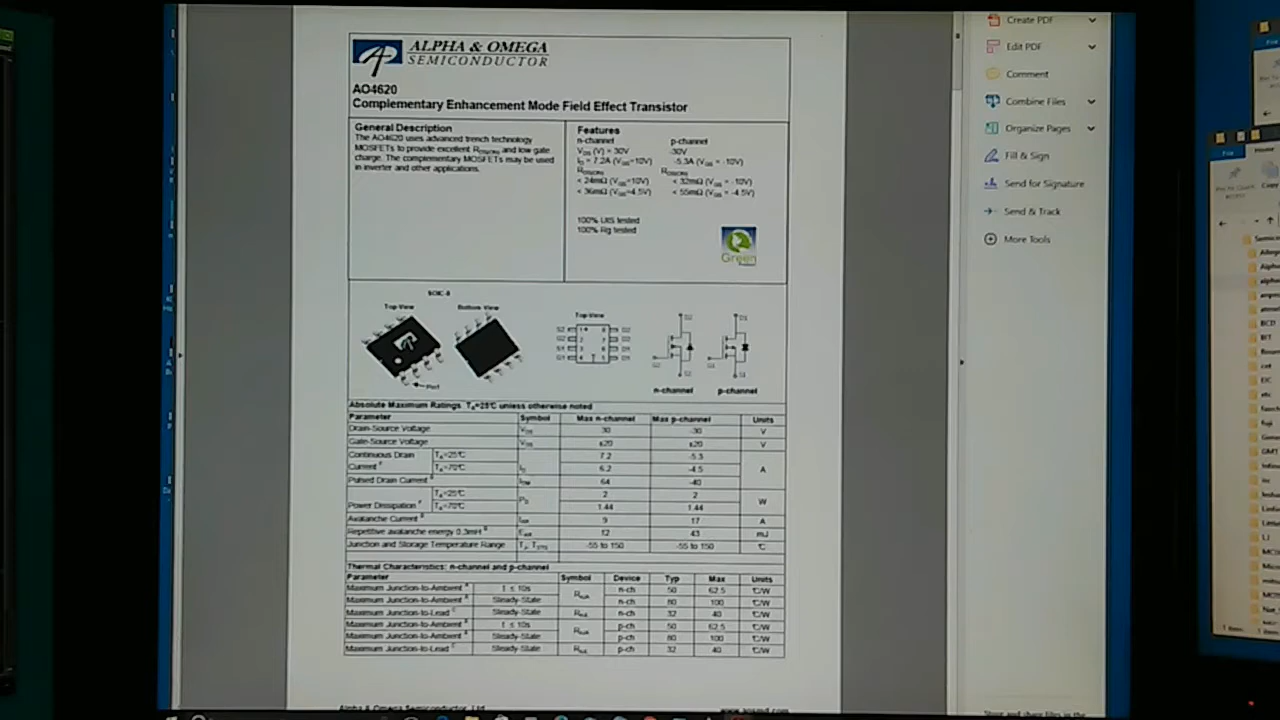 ALPHA & OMEGA
SEMICONDUCTOR
AO4620
Complementary Enhancement Mode Field Effect Transistor
General Description
The AO4620 uses advanced trench technology
MOSFETs to provide excellent RDS(ON) and low gate
charge. The complementary MOSFETs may be used
in inverter and other applications.
Features
n-channel p-channel
VDS (V) = 30V -30V
ID = 7.2A (VGS=10V) -5.3A (VGS = -10V)
RDS(ON) RDS(ON)
< 24mΩ (VGS=10V) < 32mΩ (VGS = -10V)
< 36mΩ (VGS=4.5V) < 55mΩ (VGS = -4.5V)
100% UIS tested
100% Rg tested
Green
SOIC-8
Top View Bottom View Top View
Pin1
n-channel p-channel
Absolute Maximum Ratings TA=25°C unless otherwise noted
Parameter Symbol Max n-channel Max p-channel Units
Drain-Source Voltage VDS 30 -30 V
Gate-Source Voltage ±20 ±20 V
Continuous Drain Current TA=25°C 7.2 -5.3 A
TA=70°C ID 6.2 -4.5
Pulsed Drain Current B IDM 64 -40
Power Dissipation TA=25°C PD 2 2 W
TA=70°C 1.44 1.44
Avalanche Current B IAR 9 17 A
Repetitive avalanche energy 0.3mH B EAR 12 43 mJ
Junction and Storage Temperature Range TJ, TSTG -55 to 150 -55 to 150 °C
Thermal Characteristics: n-channel and p-channel
Parameter Symbol Device Typ Max Units
Maximum Junction-to-Ambient A t ≤ 10s RθJA n-ch 50 62.5 °C/W
Maximum Junction-to-Ambient A Steady-State n-ch 80 100 °C/W
Maximum Junction-to-Lead C Steady-State RθJL n-ch 32 40 °C/W
Maximum Junction-to-Ambient A t ≤ 10s RθJA p-ch 50 62.5 °C/W
Maximum Junction-to-Ambient A Steady-State p-ch 80 100 °C/W
Maximum Junction-to-Lead C Steady-State RθJL p-ch 32 40 °C/W
Alpha & Omega Semiconductor, Ltd. www.aosmd.com
Create PDF
Edit PDF
Comment
Combine Files
Organize Pages
Fill & Sign
Send for Signature
Send & Track
More Tools